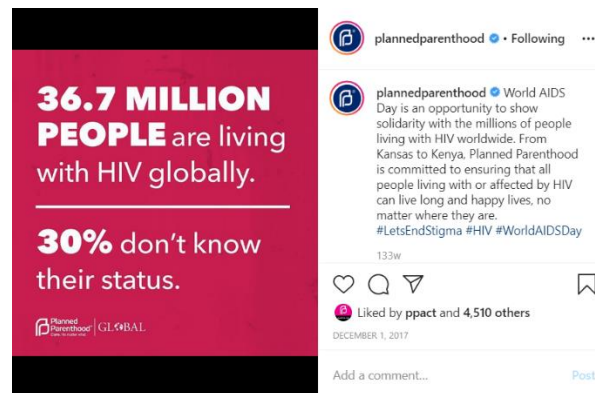 36.7 MILLION
PEOPLE are living
with HIV globally.
30% don't know
their status.
Planned
Parenthood®
GLOBAL
plannedparenthood • Following
plannedparenthood World AIDS
Day is an opportunity to show
solidarity with the millions of people
living with HIV worldwide. From
Kansas to Kenya, Planned Parenthood
is committed to ensuring that all
people living with or affected by HIV
can live long and happy lives, no
matter where they are.
#LetsEndStigma #HIV #WorldAIDSDay
133w
Liked by ppact and 4,510 others
DECEMBER 1, 2017
Add a comment...
Post